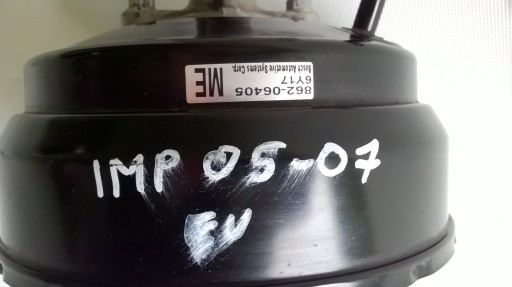 862-06405
6Y17
Bosch Automotive Systems Corp.
ME
IMP 05-07
EU